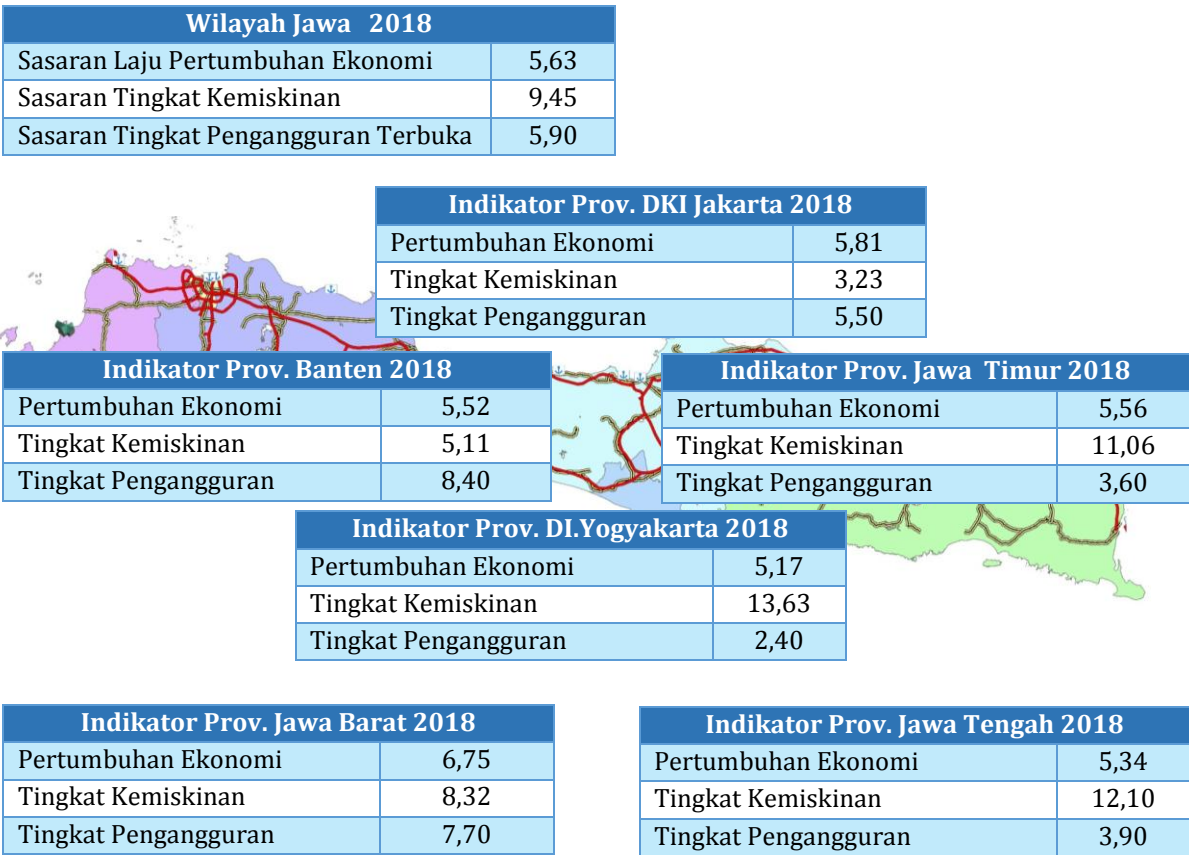 Wilayah Jawa 2018
Sasaran Laju Pertumbuhan Ekonomi 5,63
Sasaran Tingkat Kemiskinan 9,45
Sasaran Tingkat Pengangguran Terbuka 5,90
Indikator Prov. DKI Jakarta 2018
Pertumbuhan Ekonomi 5,81
Tingkat Kemiskinan 3,23
Tingkat Pengangguran 5,50
Indikator Prov. Banten 2018
Pertumbuhan Ekonomi 5,52
Tingkat Kemiskinan 5,11
Tingkat Pengangguran 8,40
Indikator Prov. Jawa Timur 2018
Pertumbuhan Ekonomi 5,56
Tingkat Kemiskinan 11,06
Tingkat Pengangguran 3,60
Indikator Prov. DI.Yogyakarta 2018
Pertumbuhan Ekonomi 5,17
Tingkat Kemiskinan 13,63
Tingkat Pengangguran 2,40
Indikator Prov. Jawa Barat 2018
Pertumbuhan Ekonomi 6,75
Tingkat Kemiskinan 8,32
Tingkat Pengangguran 7,70
Indikator Prov. Jawa Tengah 2018
Pertumbuhan Ekonomi 5,34
Tingkat Kemiskinan 12,10
Tingkat Pengangguran 3,90